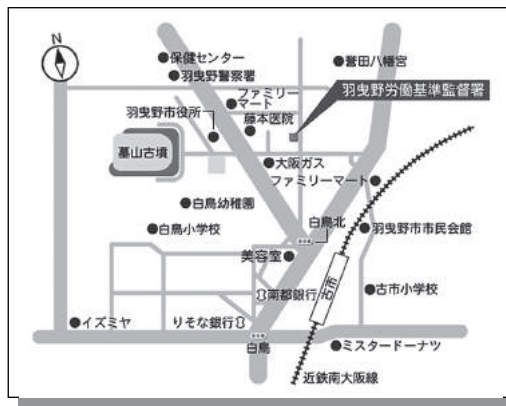 N
保健センター
誉田八幡宮
羽曳野警察署
ファミリー
マート
羽曳野労働基準監督署
羽曳野市役所
藤本医院
墓山古墳
大阪ガス
ファミリーマート
白鳥幼稚園
白鳥北
白鳥小学校
羽曳野市市民会館
美容室
古市
南都銀行
古市小学校
イズミヤ
りそな銀行
白鳥
ミスタードーナツ
近鉄南大阪線